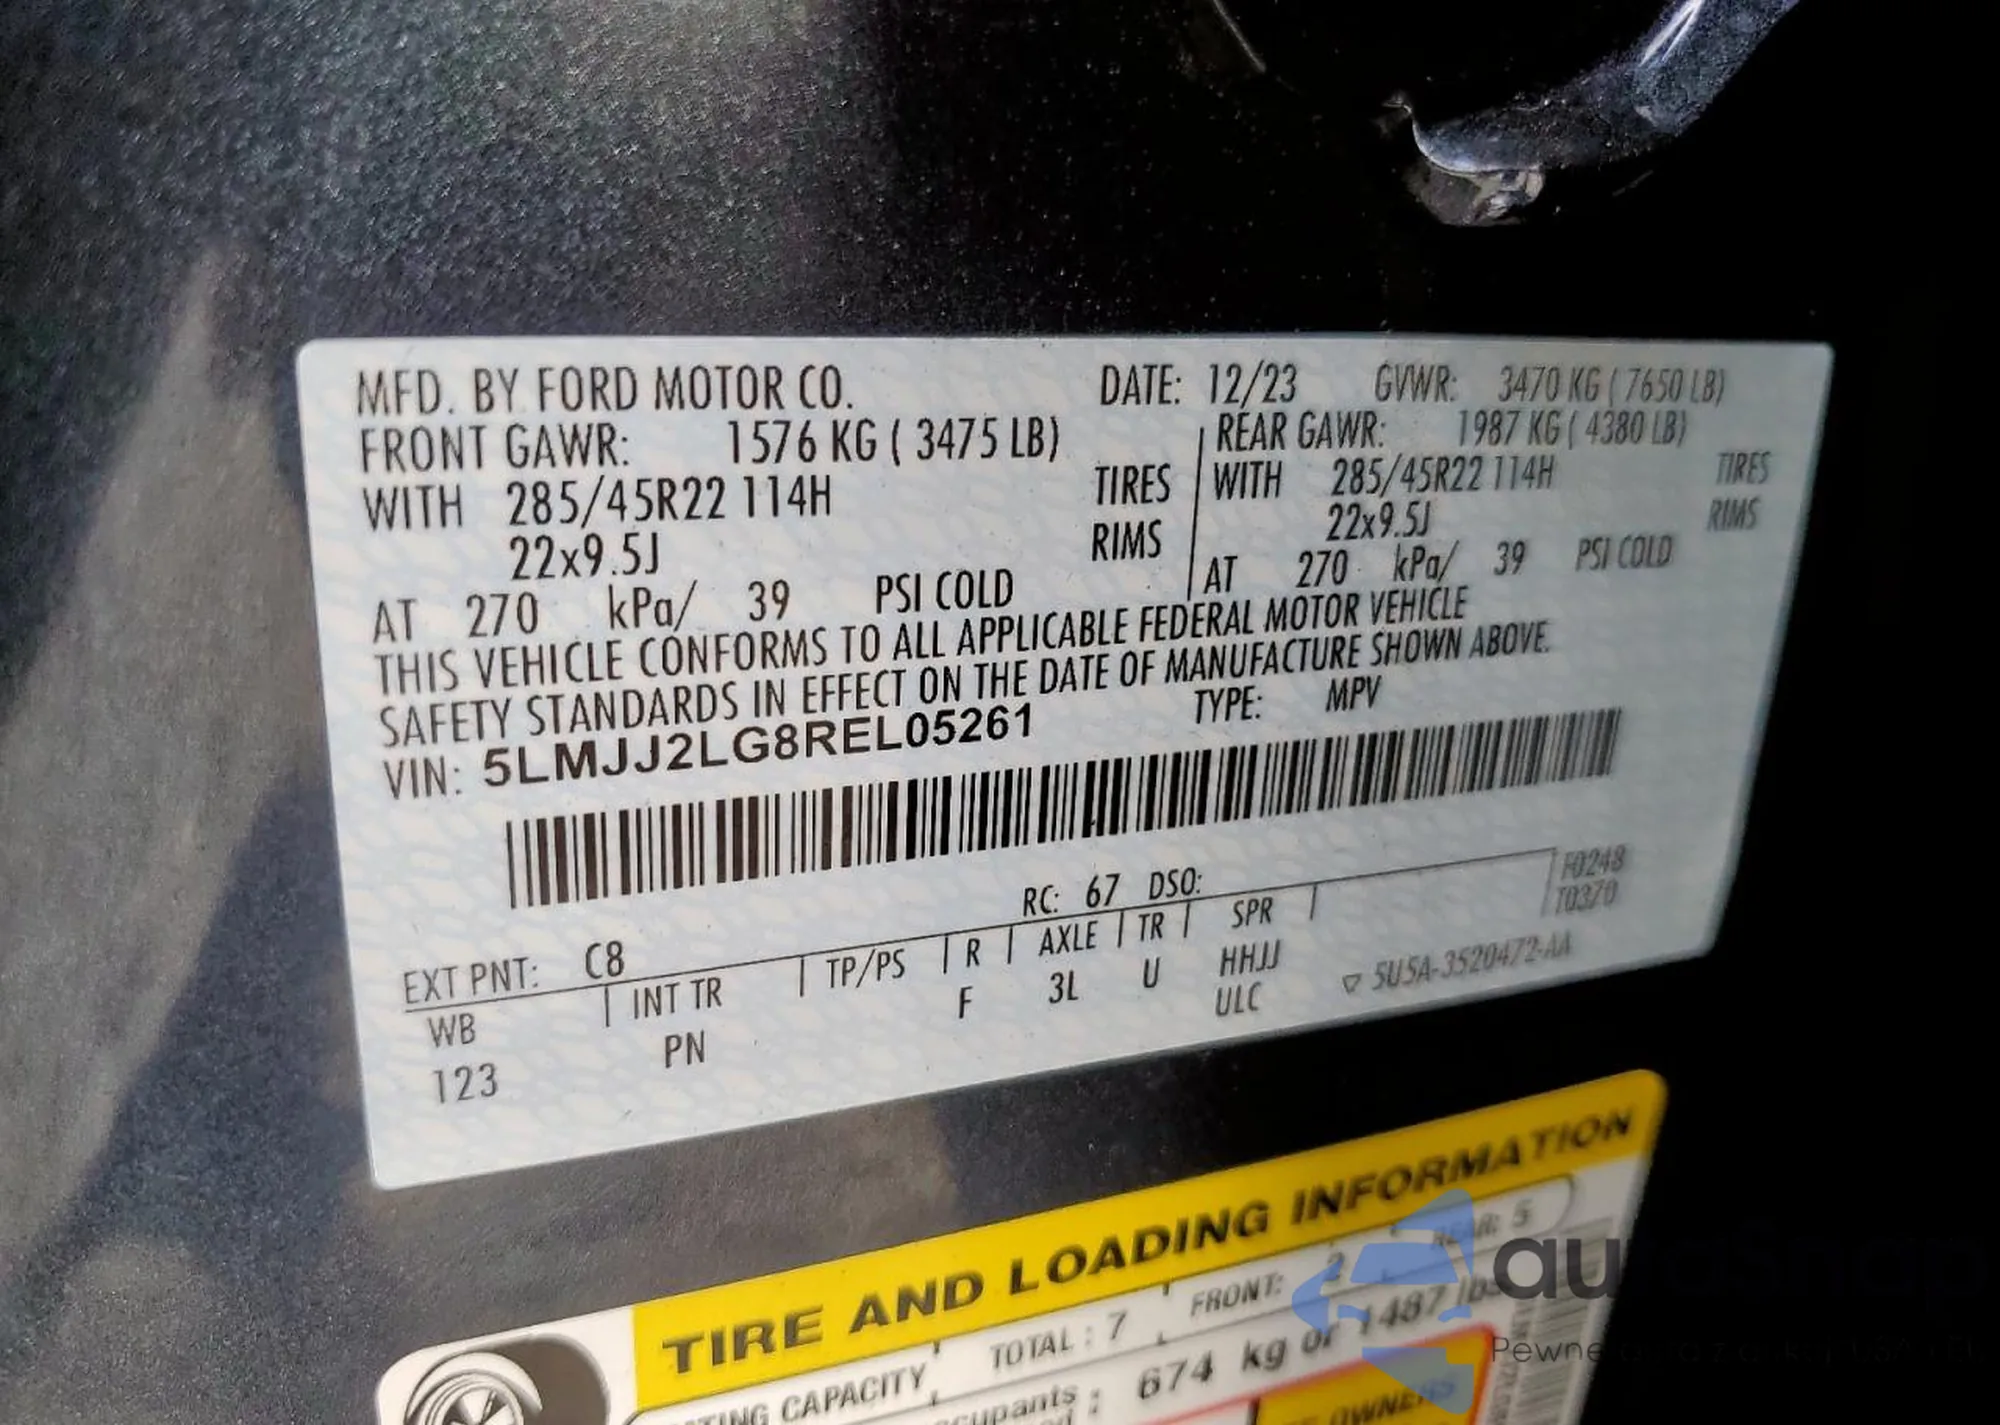 MFD. BY FORD MOTOR CO. DATE: 12/23 GVWR: 3470 KG ( 7650 LB)
FRONT GAWR: 1576 KG ( 3475 LB) REAR GAWR: 1987 KG ( 4380 LB)
WITH 285/45R22 114H TIRES WITH 285/45R22 114H TIRES
22x9.5J RIMS 22x9.5J RIMS
AT 270 kPa/ 39 PSI COLD AT 270 kPa/ 39 PSI COLD
THIS VEHICLE CONFORMS TO ALL APPLICABLE FEDERAL MOTOR VEHICLE
SAFETY STANDARDS IN EFFECT ON THE DATE OF MANUFACTURE SHOWN ABOVE.
VIN: 5LMJJ2LG8REL05261 TYPE: MPV
F0248
RC: 67 DSO: T0370
EXT PNT: C8
WB INT TR TP/PS R AXLE TR SPR
123 PN F 3L U HHJJ
ULC ▽ 5U5A-3520472-AA
TIRE AND LOADING INFORMATION
CAPACITY TOTAL : 7 FRONT: 2 REAR: 5
674 kg or 1487 lbs
OWNERS
Pewne